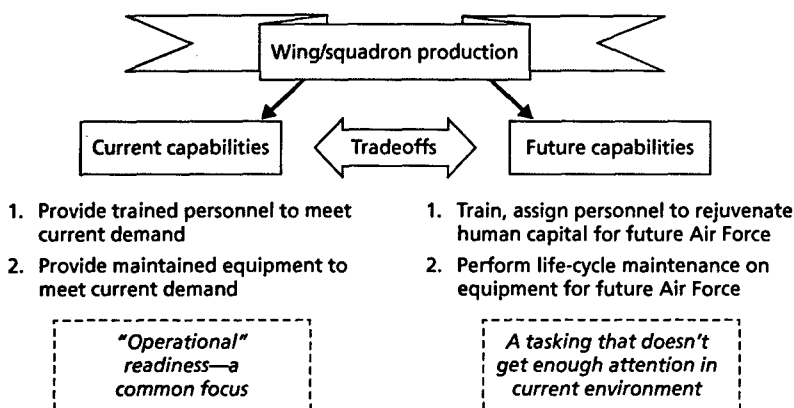 Wing/squadron production
Current capabilities
Tradeoffs
Future capabilities
1. Provide trained personnel to meet
current demand
2. Provide maintained equipment to
meet current demand
1. Train, assign personnel to rejuvenate
human capital for future Air Force
2. Perform life-cycle maintenance on
equipment for future Air Force
"Operational"
readiness—a
common focus
A tasking that doesn't
get enough attention in
current environment